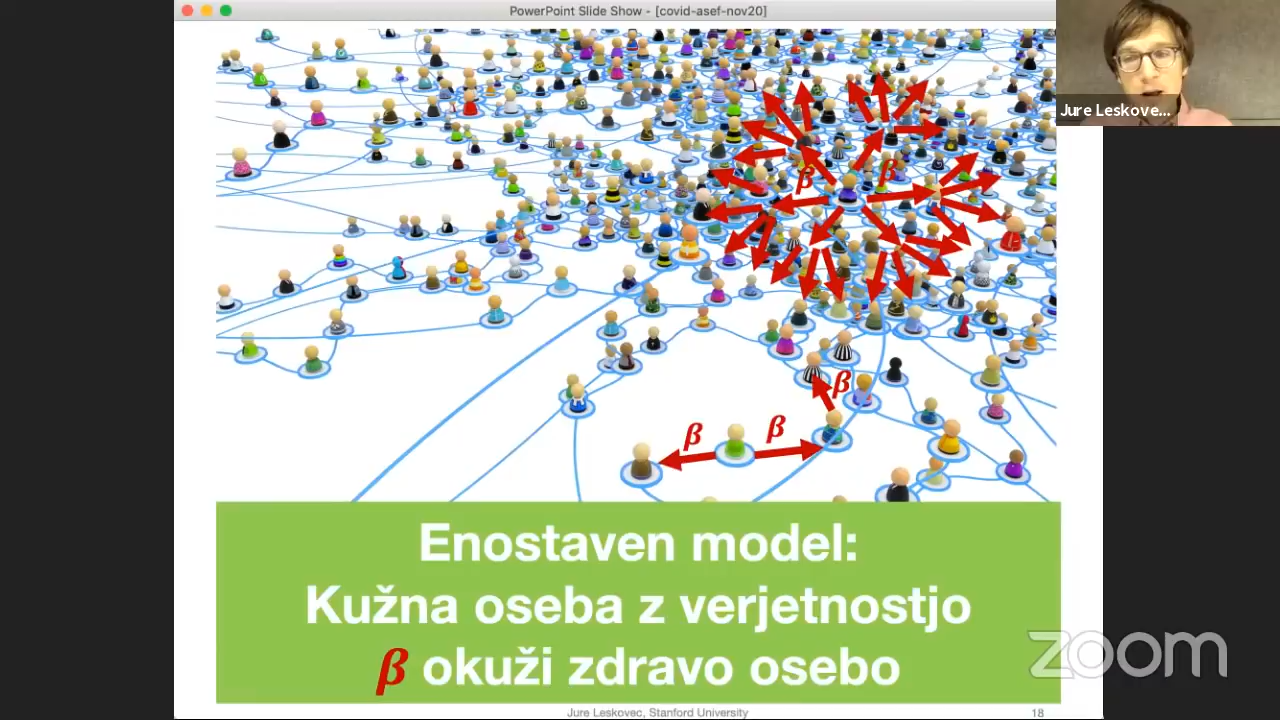 PowerPoint Slide Show - [covid-asef-nov20]
Jure Leskove...
β
β
β
β
β
Enostaven model:
Kužna oseba z verjetnostjo
β okuži zdravo osebo
zoom
Jure Leskovec, Stanford University
18